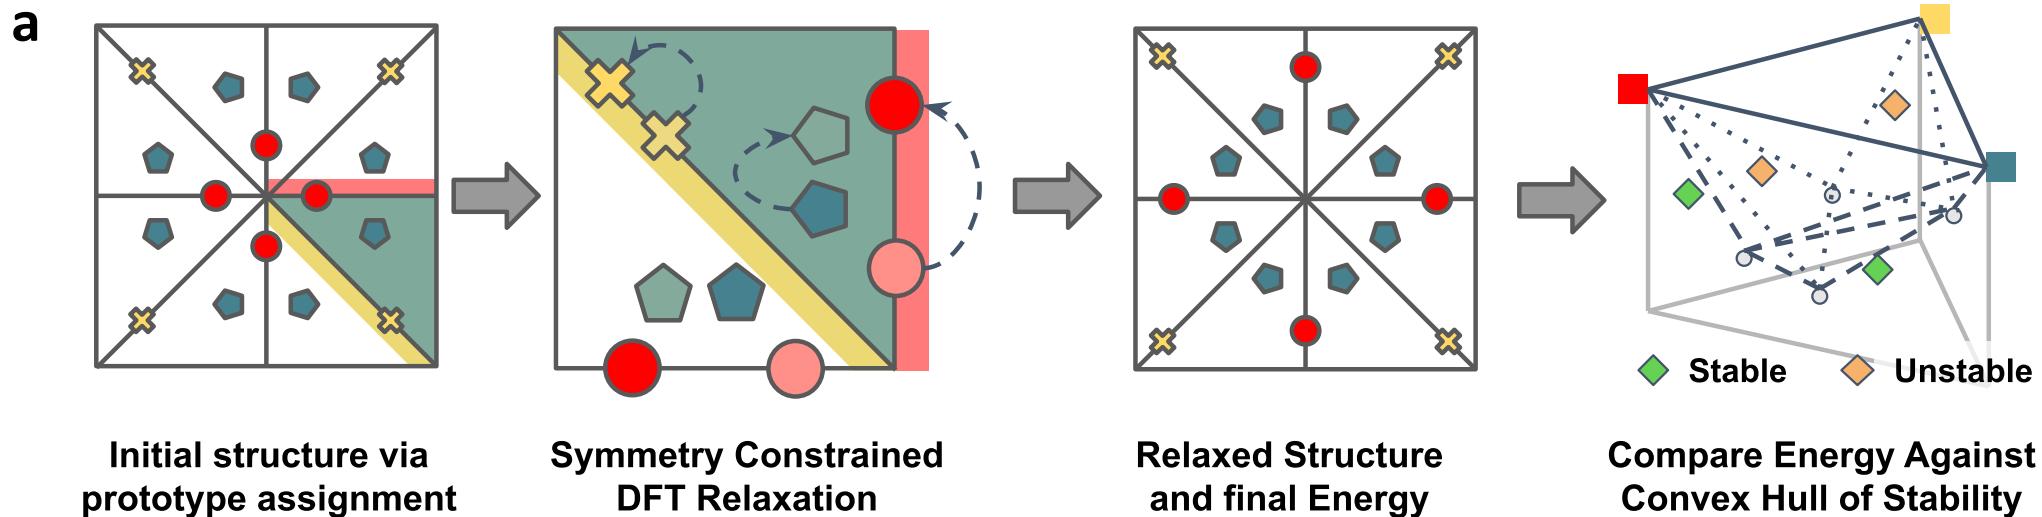 a
Stable
Unstable
Initial structure via
prototype assignment
Symmetry Constrained
DFT Relaxation
Relaxed Structure
and final Energy
Compare Energy Against
Convex Hull of Stability